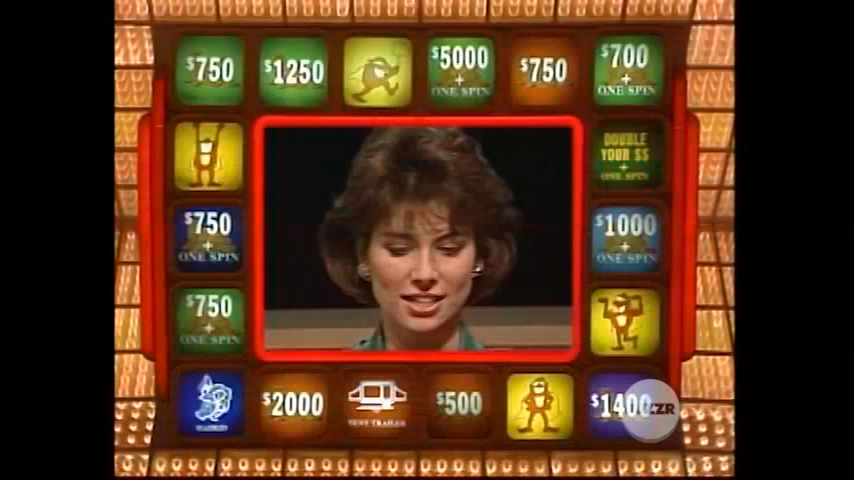 $750
$1250
$5000
+
ONE SPIN
$750
$700
+
ONE SPIN
DOUBLE
YOUR $$
+
ONE SPIN
$750
+
ONE SPIN
$1000
+
ONE SPIN
$750
+
ONE SPIN
MADRID
$2000
TENT TRAILER
$500
$1400